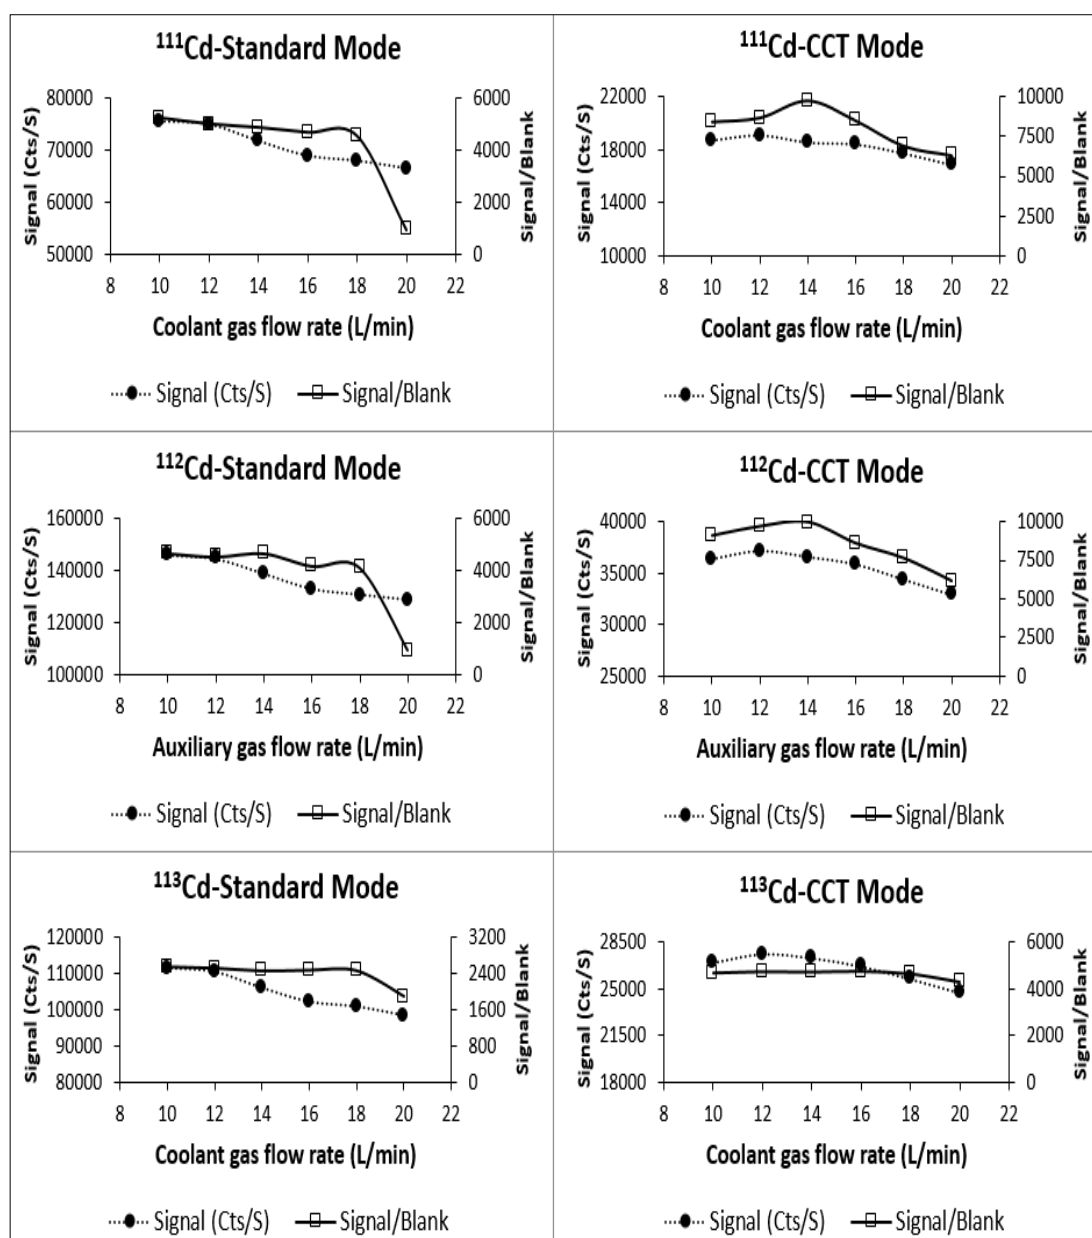 ¹¹¹Cd-Standard Mode
Signal (Cts/S)
80000
70000
60000
50000
6000
4000
2000
0
Signal/Blank
8 10 12 14 16 18 20 22
Coolant gas flow rate (L/min)
Signal (Cts/S) Signal/Blank
¹¹¹Cd-CCT Mode
Signal (Cts/S)
22000
18000
14000
10000
10000
7500
5000
2500
0
Signal/Blank
8 10 12 14 16 18 20 22
Coolant gas flow rate (L/min)
Signal (Cts/S) Signal/Blank
¹¹²Cd-Standard Mode
Signal (Cts/S)
160000
140000
120000
100000
6000
4000
2000
0
Signal/Blank
8 10 12 14 16 18 20 22
Auxiliary gas flow rate (L/min)
Signal (Cts/S) Signal/Blank
¹¹²Cd-CCT Mode
Signal (Cts/S)
40000
35000
30000
25000
10000
7500
5000
2500
0
Signal/Blank
8 10 12 14 16 18 20 22
Auxiliary gas flow rate (L/min)
Signal (Cts/S) Signal/Blank
¹¹³Cd-Standard Mode
Signal (Cts/S)
120000
110000
100000
90000
80000
3200
2400
1600
800
0
Signal/Blank
8 10 12 14 16 18 20 22
Coolant gas flow rate (L/min)
Signal (Cts/S) Signal/Blank
¹¹³Cd-CCT Mode
Signal (Cts/S)
28500
25000
21500
18000
6000
4000
2000
0
Signal/Blank
8 10 12 14 16 18 20 22
Coolant gas flow rate (L/min)
Signal (Cts/S) Signal/Blank